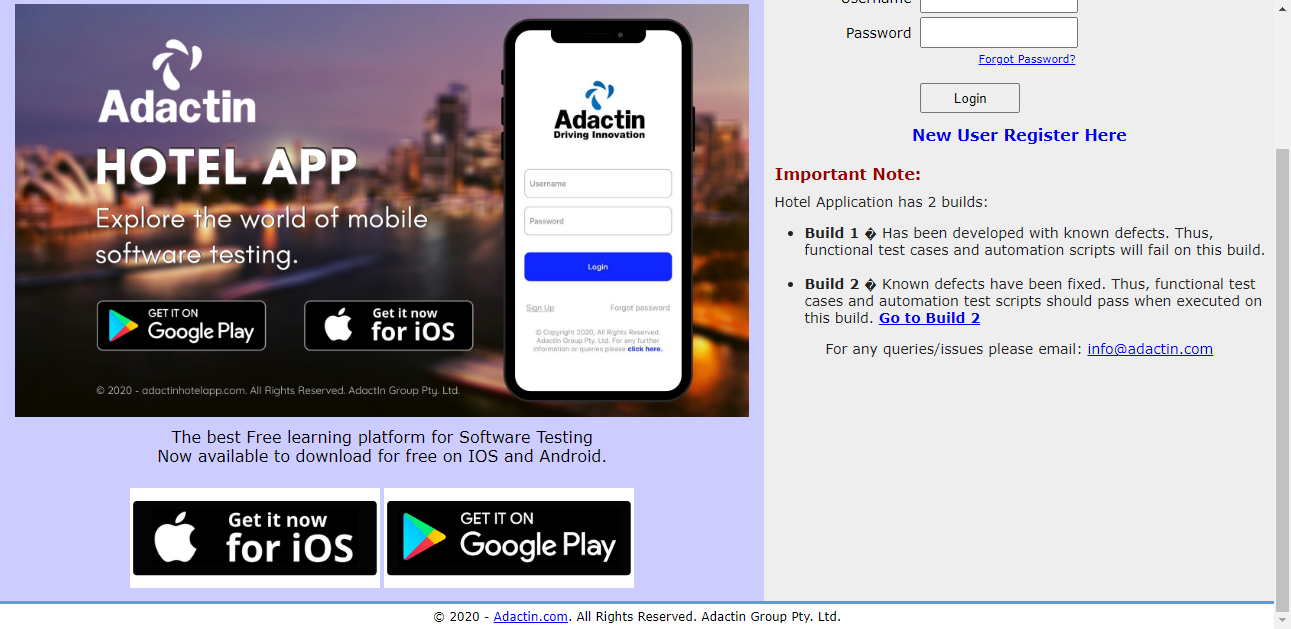 Adactin
HOTEL APP
Explore the world of mobile
software testing.
GET IT ON
Google Play
Get it now
for iOS
© 2020 - adactinhotelapp.com. All Rights Reserved. AdactIn Group Pty. Ltd.
Adactin
Driving Innovation
Username
Password
Login
Sign Up
Forgot password
© Copyright 2020, All Rights Reserved.
AdactIn Group Pty. Ltd. For any further
information or queries please click here.
The best Free learning platform for Software Testing
Now available to download for free on IOS and Android.
Get it now
for iOS
GET IT ON
Google Play
Username
Password
Forgot Password?
Login
New User Register Here
Important Note:
Hotel Application has 2 builds:
• Build 1 � Has been developed with known defects. Thus,
functional test cases and automation scripts will fail on this build.
• Build 2 � Known defects have been fixed. Thus, functional test
cases and automation test scripts should pass when executed on
this build. Go to Build 2
For any queries/issues please email: info@adactin.com
© 2020 - Adactin.com. All Rights Reserved. Adactin Group Pty. Ltd.